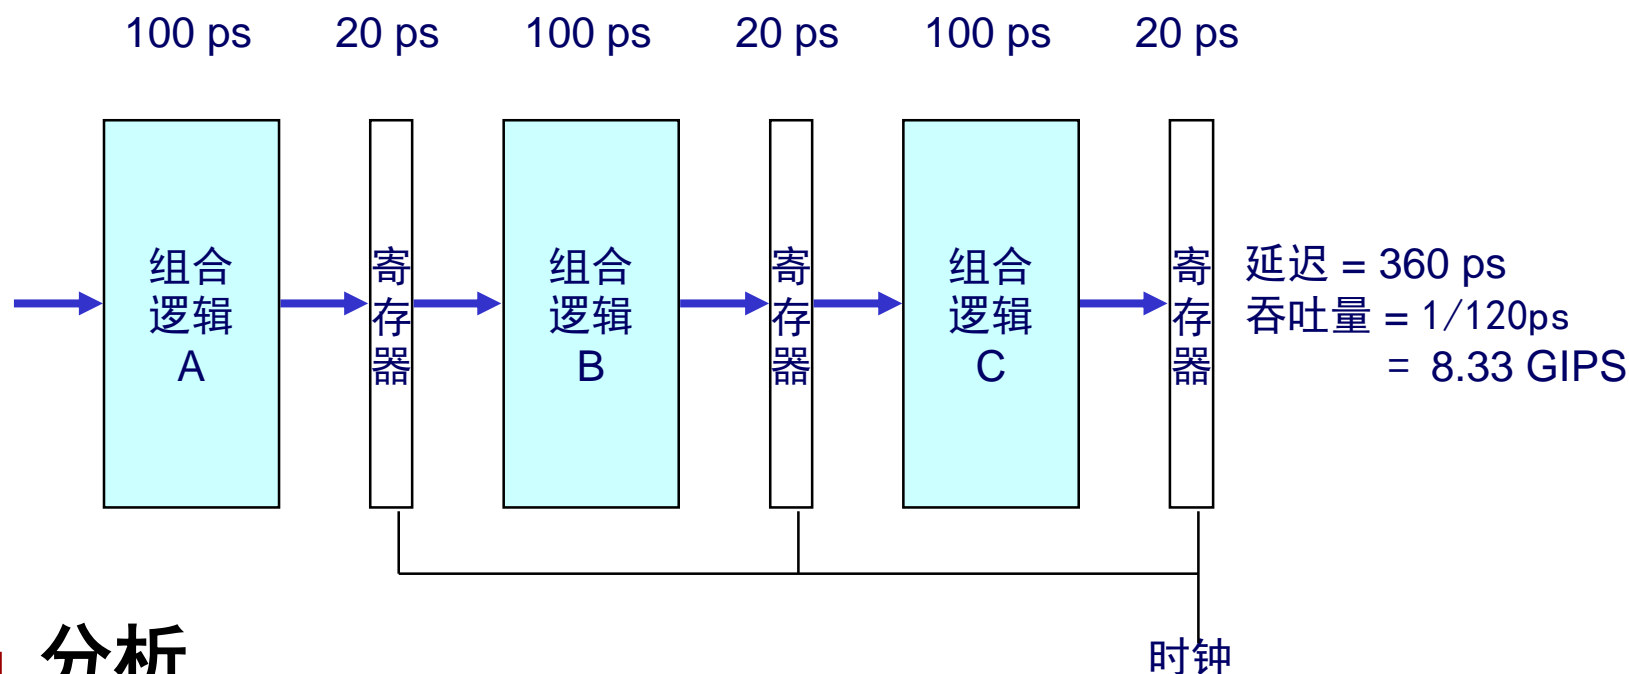 100 ps 20 ps 100 ps 20 ps 100 ps 20 ps
组合
逻辑
A
寄
存
器
组合
逻辑
B
寄
存
器
组合
逻辑
C
寄
存
器
延迟 = 360 ps
吞吐量 = 1/120ps
= 8.33 GIPS
时钟
分析